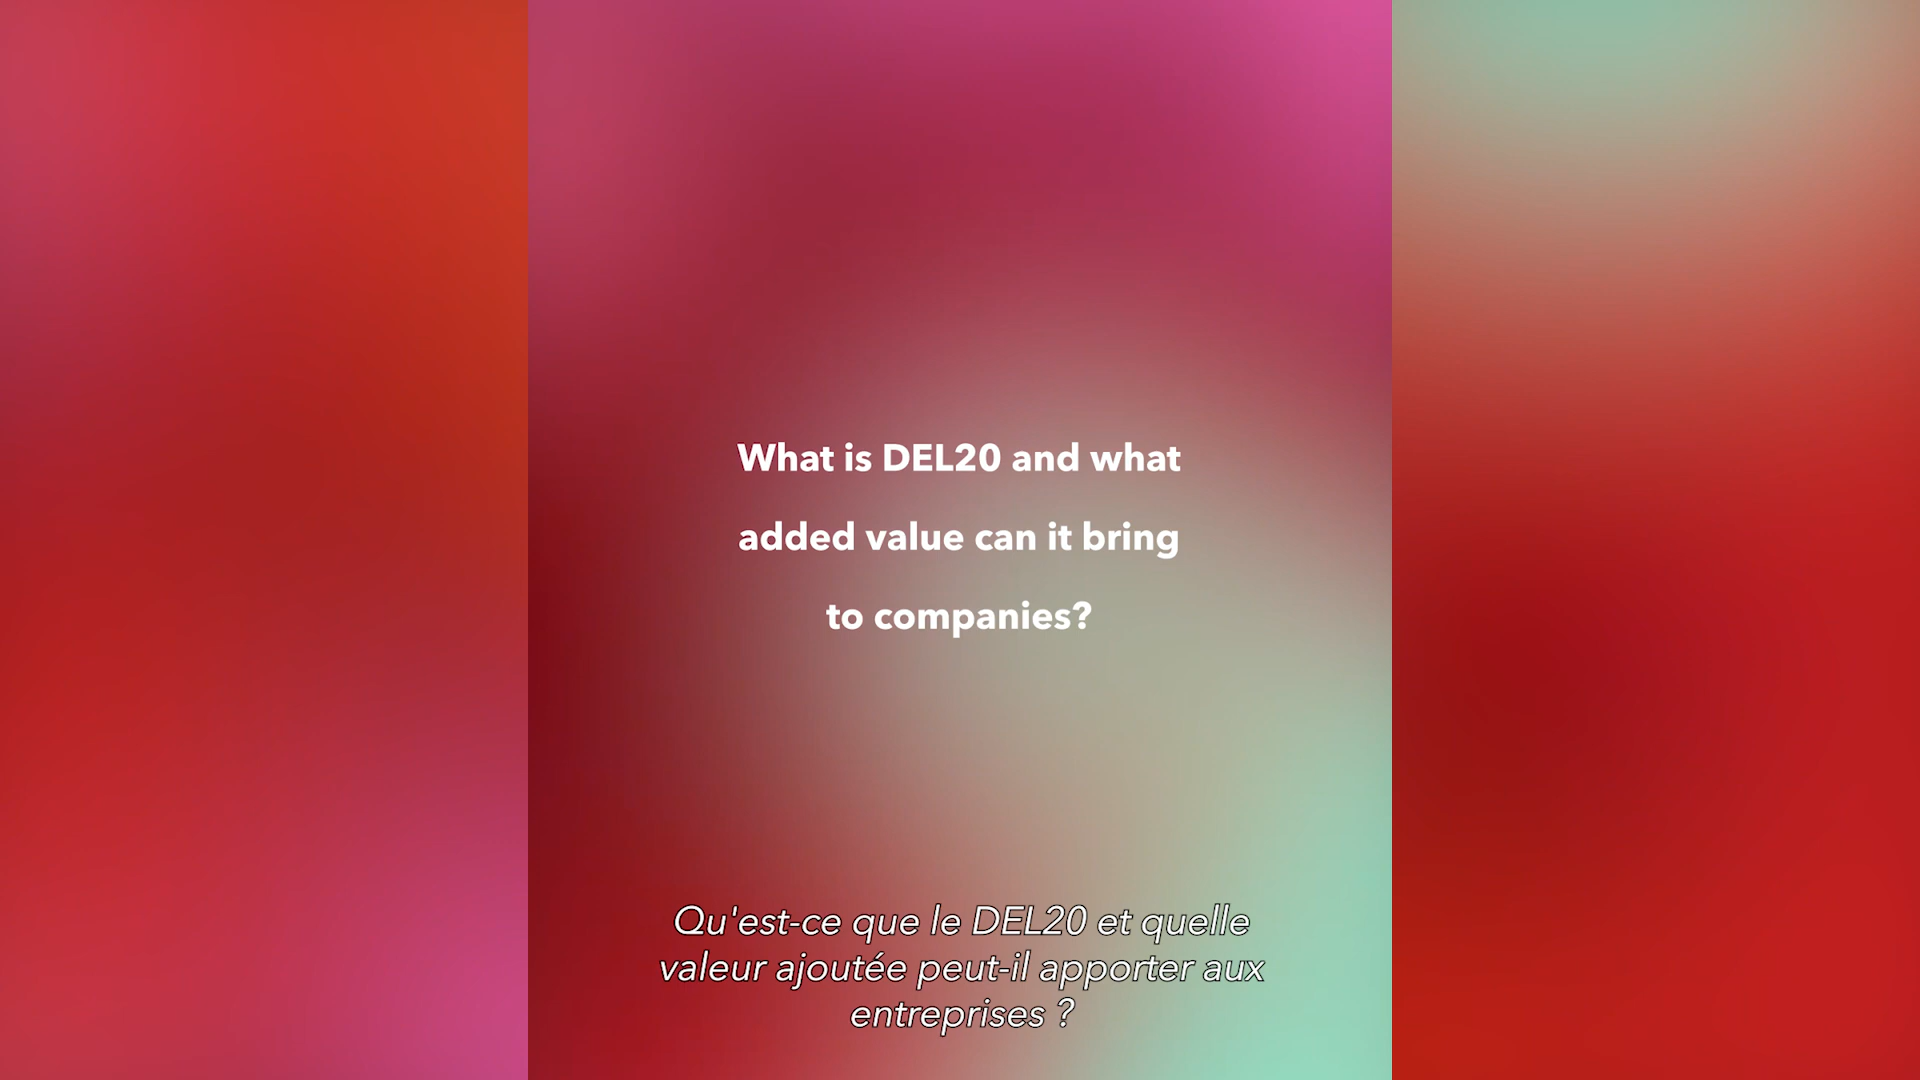 What is DEL20 and what
added value can it bring
to companies?
Qu'est-ce que le DEL20 et quelle
valeur ajoutée peut-il apporter aux
entreprises ?